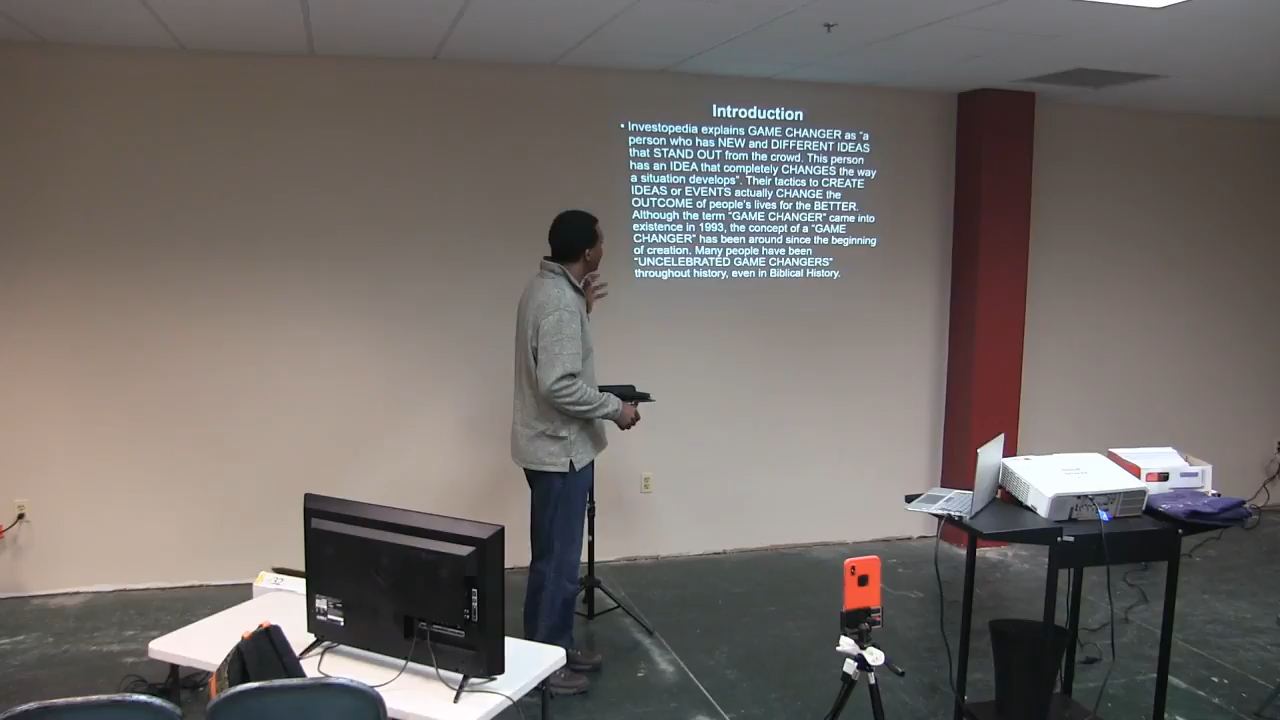 Introduction
• Investopedia explains GAME CHANGER as "a
person who has NEW and DIFFERENT IDEAS
that STAND OUT from the crowd. This person
has an IDEA that completely CHANGES the way
a situation develops". Their tactics to CREATE
IDEAS or EVENTS actually CHANGE the
OUTCOME of people's lives for the BETTER.
Although the term "GAME CHANGER" came into
existence in 1993, the concept of a "GAME
CHANGER" has been around since the beginning
of creation. Many people have been
"UNCELEBRATED GAME CHANGERS"
throughout history, even in Biblical History.